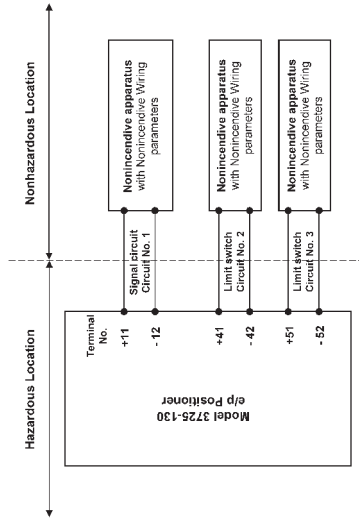 Hazardous Location
Nonhazardous Location
Model 3725-130
e/p Positioner
Terminal
No.
+11
- 12
+41
- 42
+51
- 52
Signal circuit
Circuit No. 1
Limit switch
Circuit No. 2
Limit switch
Circuit No. 3
Nonincendive apparatus
with Nonincendive Wiring
parameters
Nonincendive apparatus
with Nonincendive Wiring
parameters
Nonincendive apparatus
with Nonincendive Wiring
parameters